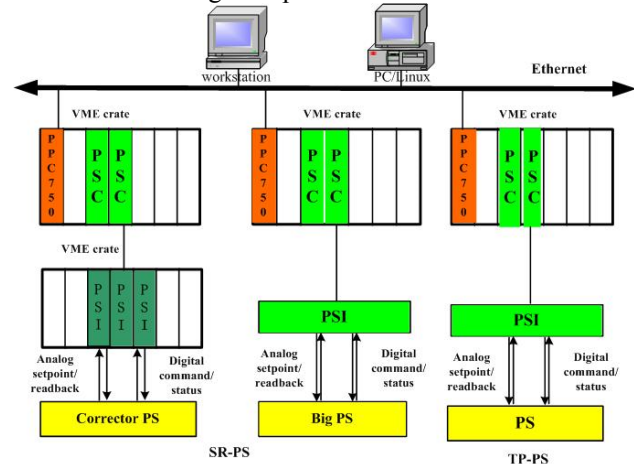 workstation
PC/Linux
Ethernet
VME crate
VME crate
VME crate
PPC750
PSC
PSC
PPC750
PSC
PSC
PPC750
PSC
PSC
VME crate
PSI
PSI
PSI
PSI
PSI
Analog
setpoint/
readback
Digital
command/
status
Analog
setpoint/
readback
Digital
command/
status
Analog
setpoint/
readback
Digital
command/
status
Corrector PS
Big PS
PS
SR-PS
TP-PS